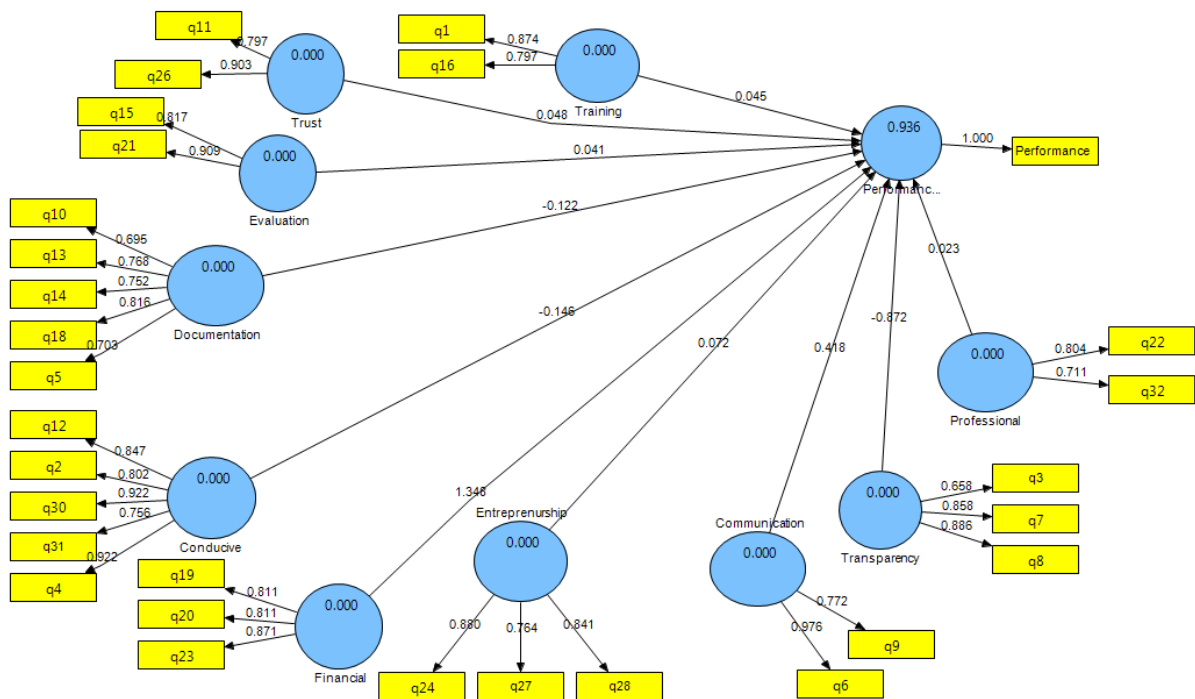 q11
0.797
q26
0.903
0.000
Trust
q15
0.817
q21
0.909
0.000
Evaluation
q1
0.874
q16
0.797
0.000
Training
0.045
0.048
0.041
0.936
Performanc...
1.000
Performance
q10
0.695
q13
0.768
q14
0.752
q18
0.816
q5
0.703
0.000
Documentation
-0.122
q12
0.847
q2
0.802
q30
0.922
q31
0.756
q4
0.922
0.000
Conducive
-0.146
q19
0.811
q20
0.811
q23
0.871
0.000
Financial
1.346
Entreprenurship
0.000
0.072
0.880
0.764
0.841
q24
q27
q28
Communication
0.000
0.418
0.772
0.976
q9
q6
0.000
Transparency
-0.872
0.658
q3
0.858
q7
0.886
q8
0.000
Professional
0.023
0.804
q22
0.711
q32